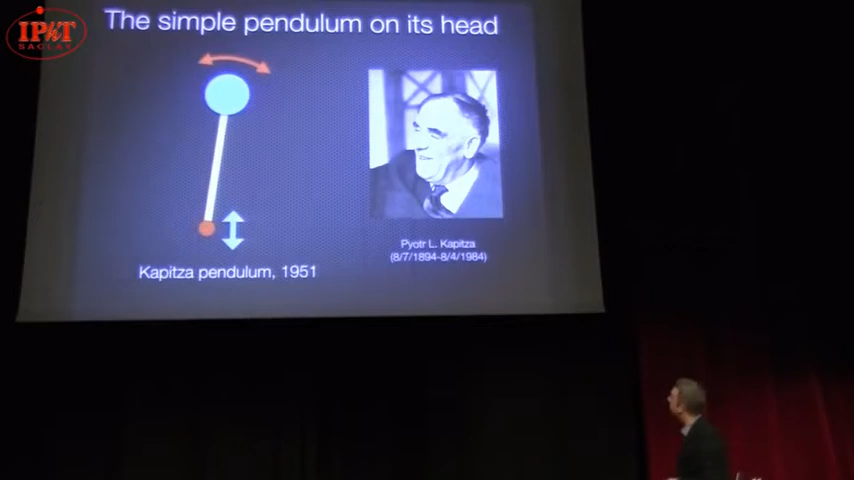 IPhT
SACLAY
The simple pendulum on its head
Pyotr L. Kapitza
(8/7/1894-8/4/1984)
Kapitza pendulum, 1951